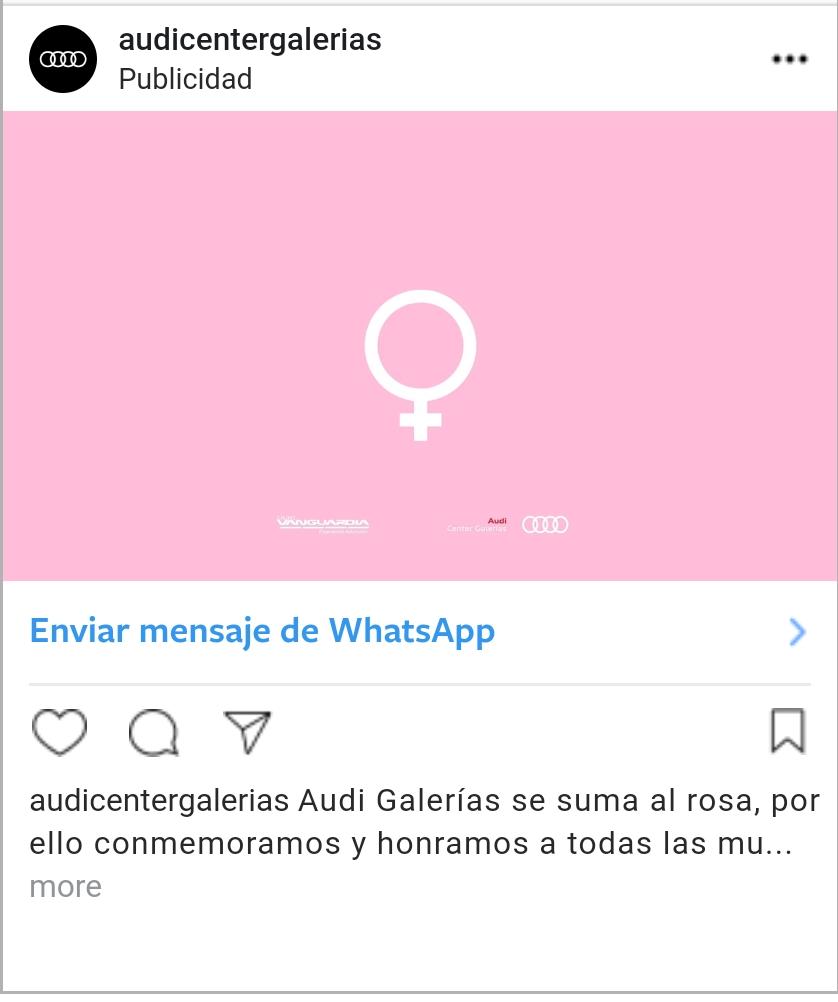 audicentergalerias
Publicidad
VANGUARDIA
Audi
Center Galerías
Enviar mensaje de WhatsApp
audicentergalerias Audi Galerías se suma al rosa, por
ello conmemoramos y honramos a todas las mu...
more